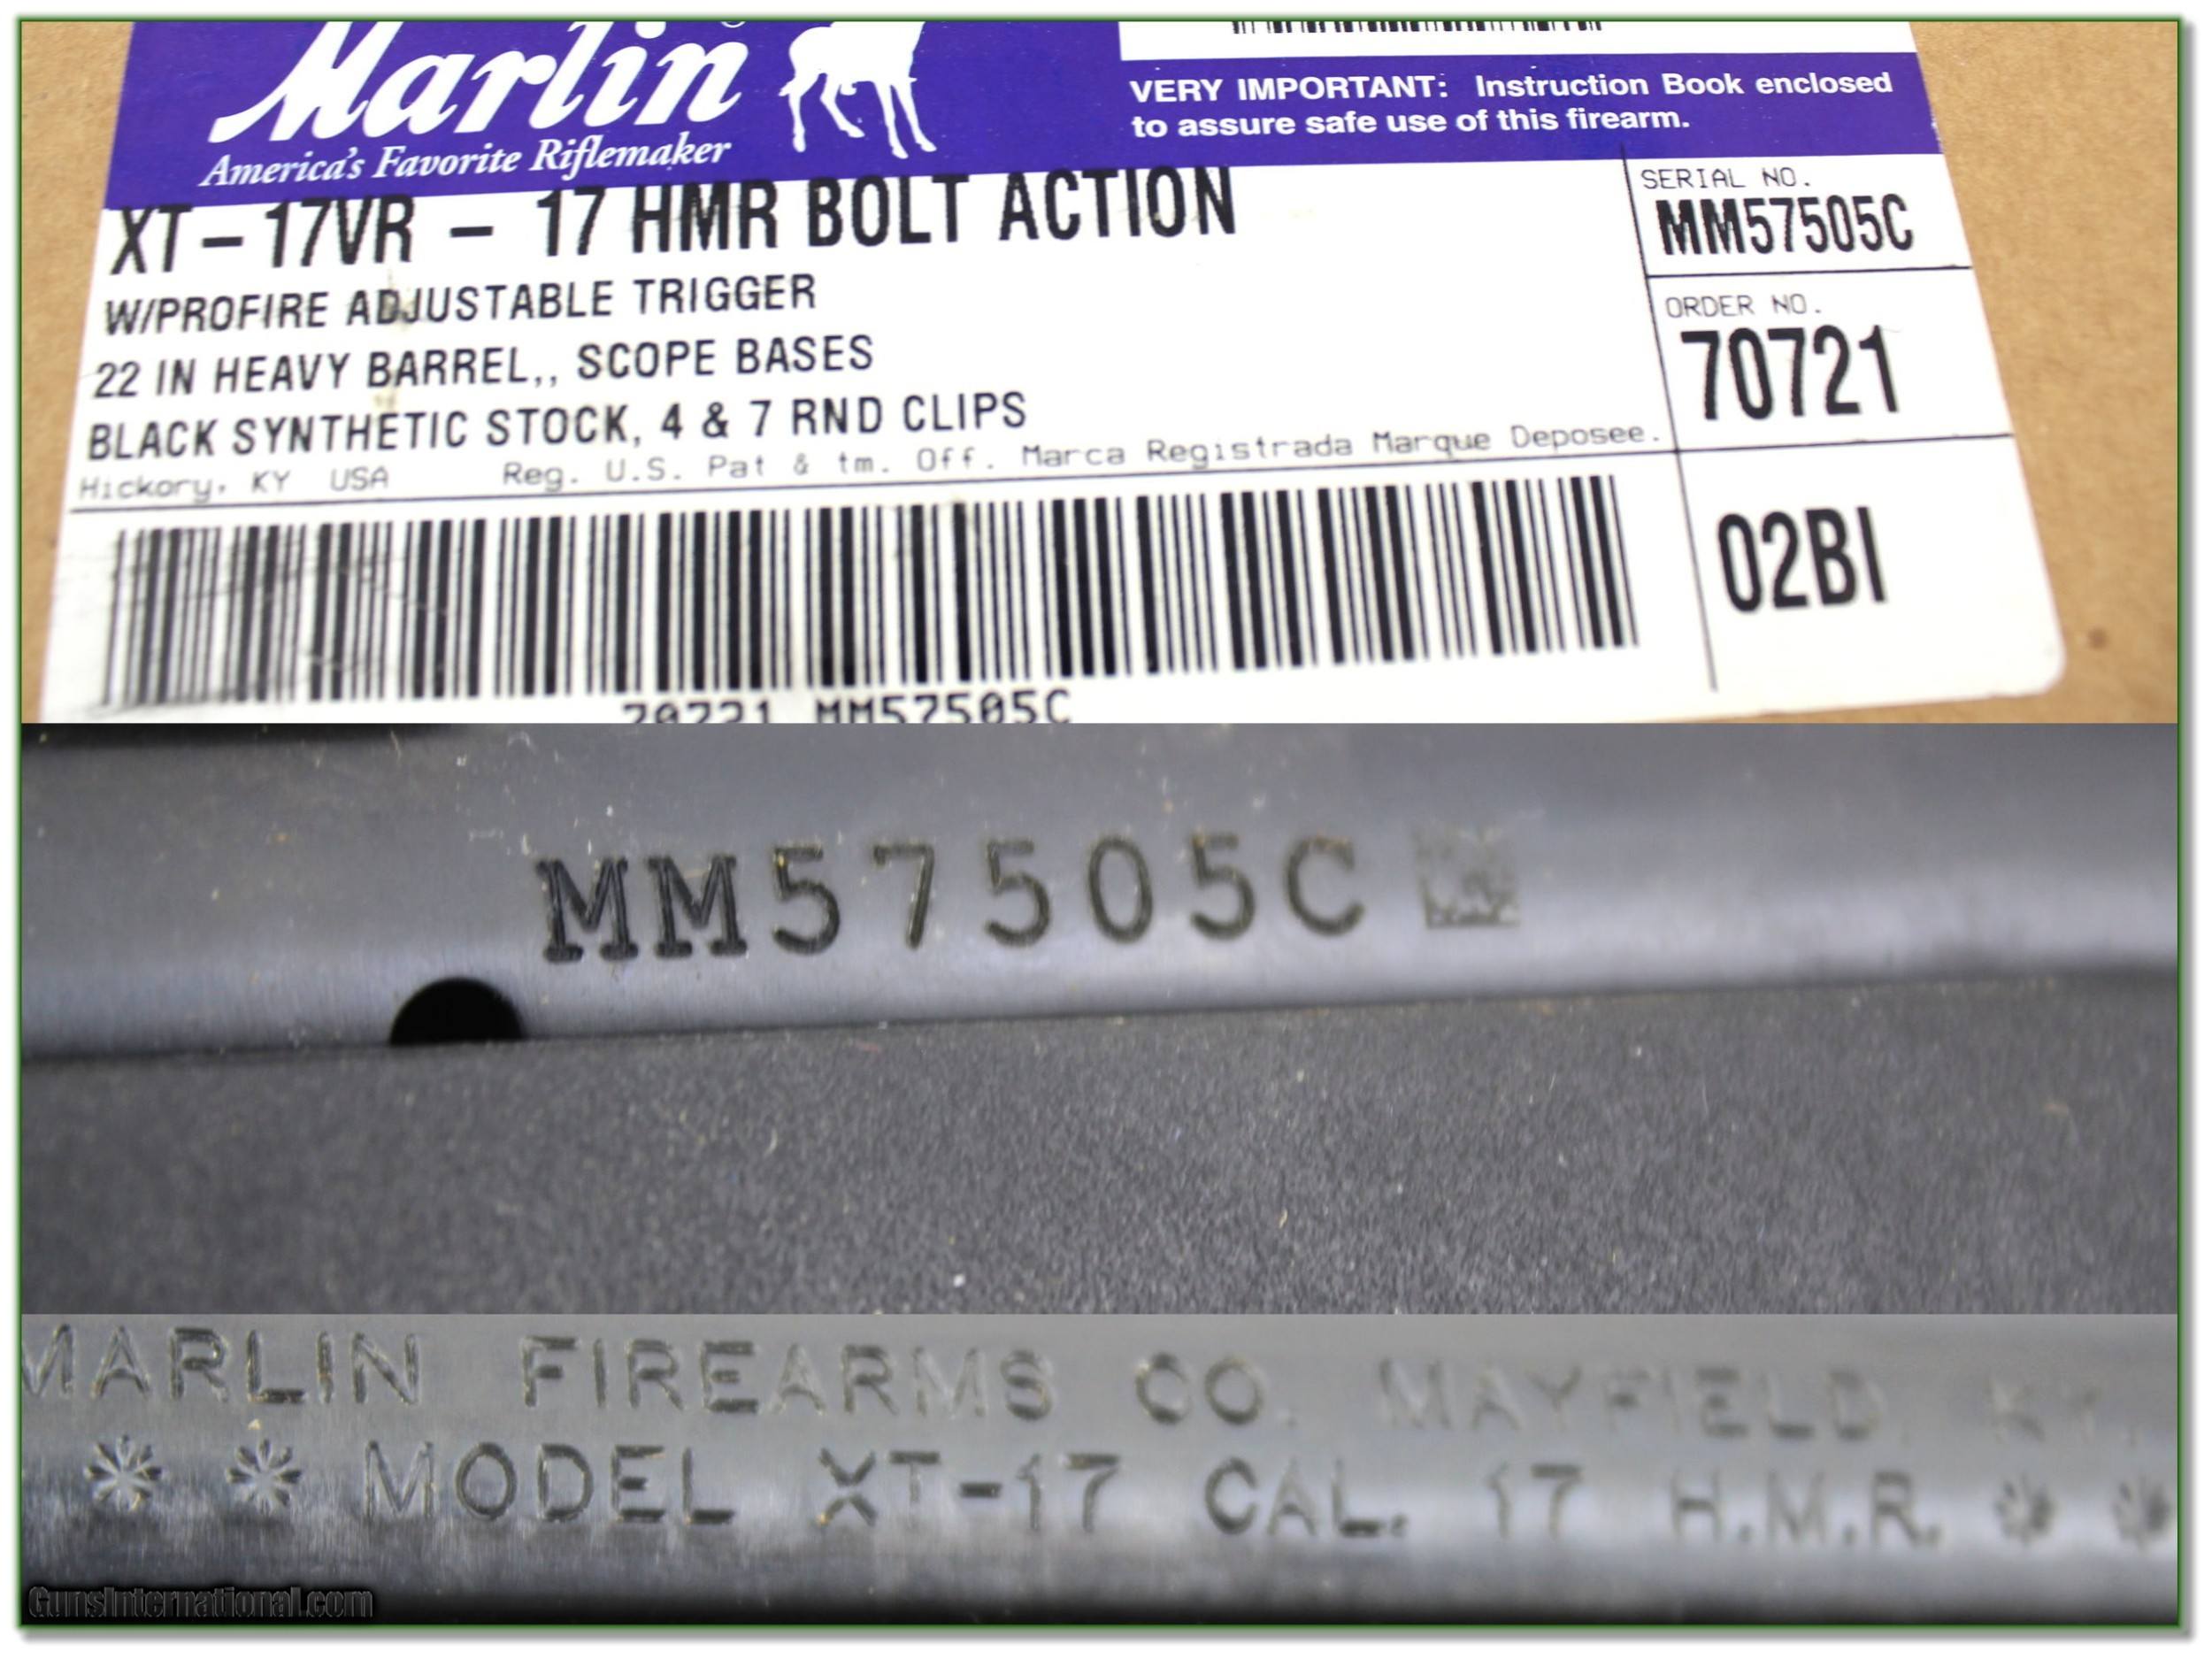 Marlin
America's Favorite Riflemaker
VERY IMPORTANT: Instruction Book enclosed
to assure safe use of this firearm.
XT-17VR - 17 HMR BOLT ACTION
W/PROFIRE ADJUSTABLE TRIGGER
22 IN HEAVY BARREL,, SCOPE BASES
BLACK SYNTHETIC STOCK, 4 & 7 RND CLIPS
Hickory, KY USA Reg. U.S. Pat & tm. Off. Marca Registrada Marque Deposee.
SERIAL NO.
MM57505C
ORDER NO.
70721
02BI
70721 MM57505C
MM57505C
MARLIN FIREARMS CO. MAYFIELD, KY.
** MODEL XT-17 CAL. 17 H.M.R. **
GunsInternational.com